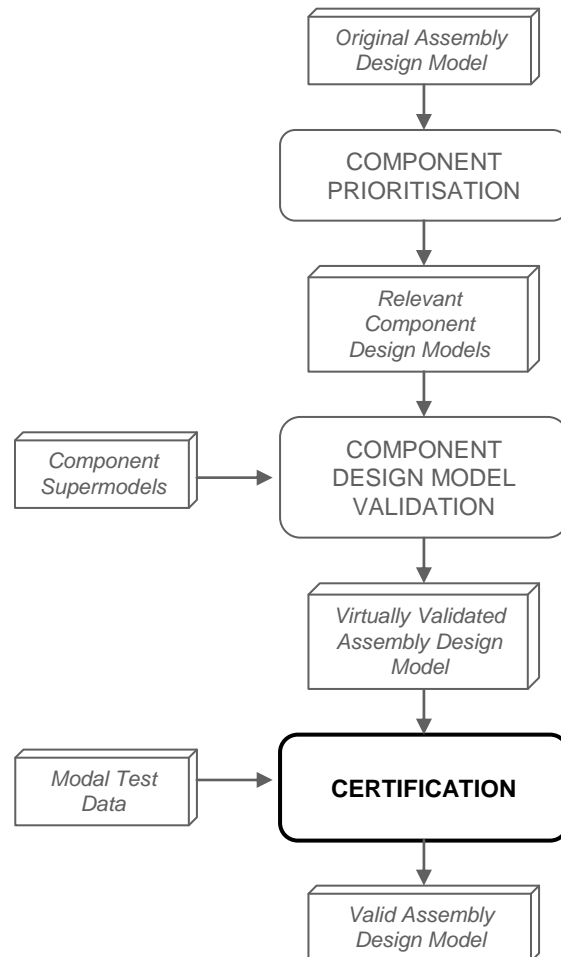 Original Assembly
Design Model
COMPONENT
PRIORITISATION
Relevant
Component
Design Models
Component
Supermodels
COMPONENT
DESIGN MODEL
VALIDATION
Virtually Validated
Assembly Design
Model
Modal Test
Data
CERTIFICATION
Valid Assembly
Design Model